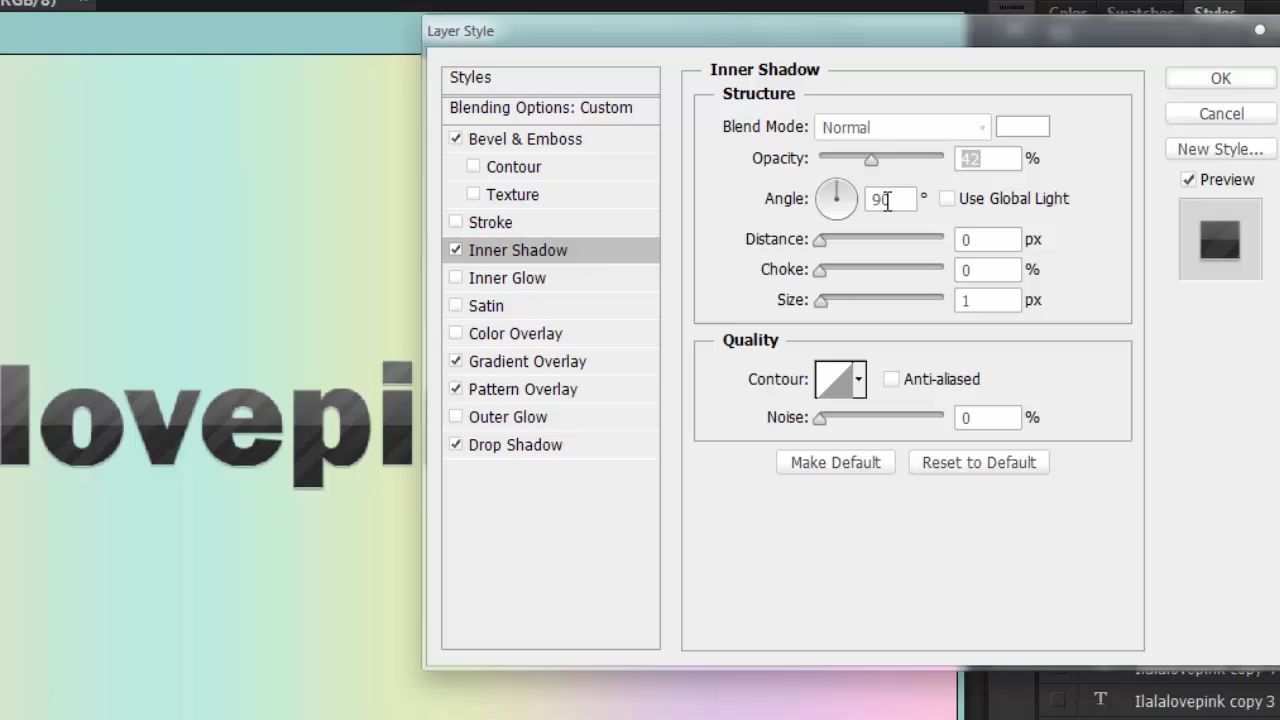 RGB/8)
Color Swatches Styles
Layer Style
Styles
Blending Options: Custom
Bevel & Emboss
Contour
Texture
Stroke
Inner Shadow
Inner Glow
Satin
Color Overlay
Gradient Overlay
Pattern Overlay
Outer Glow
Drop Shadow
Inner Shadow
Structure
Blend Mode: Normal
Opacity: 42 %
Angle: 90 ° Use Global Light
Distance: 0 px
Choke: 0 %
Size: 1 px
Quality
Contour: Anti-aliased
Noise: 0 %
Make Default Reset to Default
OK
Cancel
New Style...
Preview
lovepi
Ilalalovepink copy 4
T Ilalalovepink copy 3